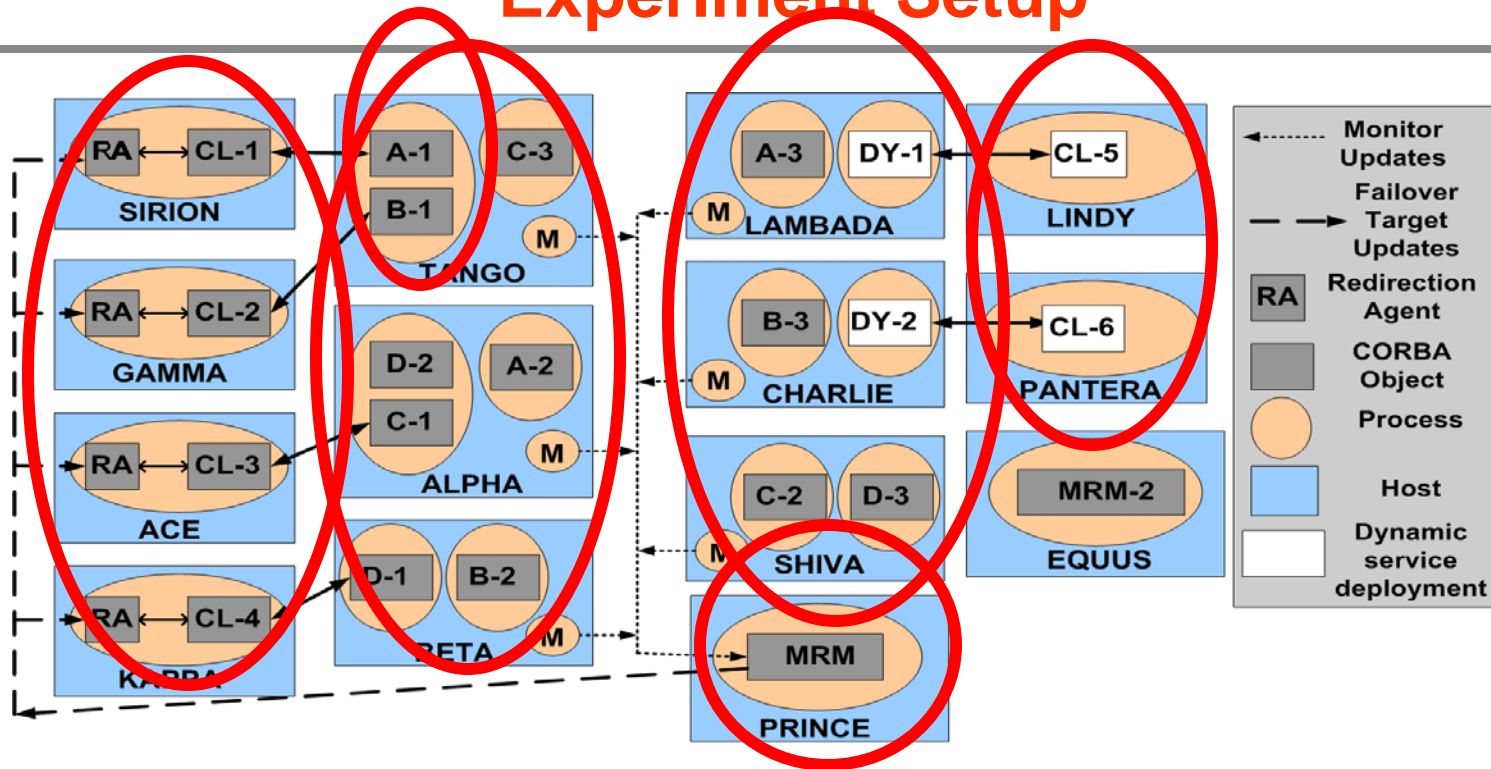 Experiment Setup
RA CL-1
SIRION
RA CL-2
GAMMA
RA CL-3
ACE
RA CL-4
KAPPA
A-1 C-3
B-1
M
TANGO
D-2 A-2
C-1
M
ALPHA
D-1 B-2
M
BETA
A-3 DY-1
M
LAMBADA
B-3 DY-2
M
CHARLIE
C-2 D-3
M
SHIVA
MRM
PRINCE
CL-5
LINDY
CL-6
PANTERA
MRM-2
EQUUS
Monitor
Updates
Failover
Target
Updates
RA Redirection
Agent
CORBA
Object
Process
Host
Dynamic
service
deployment